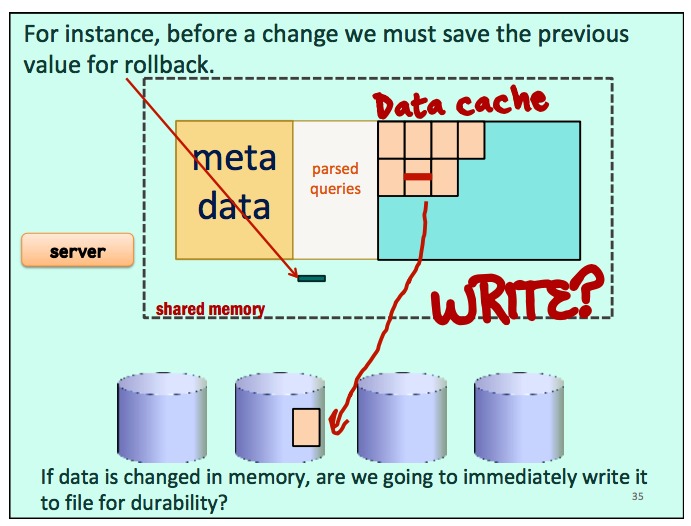 For instance, before a change we must save the previous
value for rollback.
Data cache
meta
data
parsed
queries
server
WRITE?
shared memory
If data is changed in memory, are we going to immediately write it
to file for durability?
35